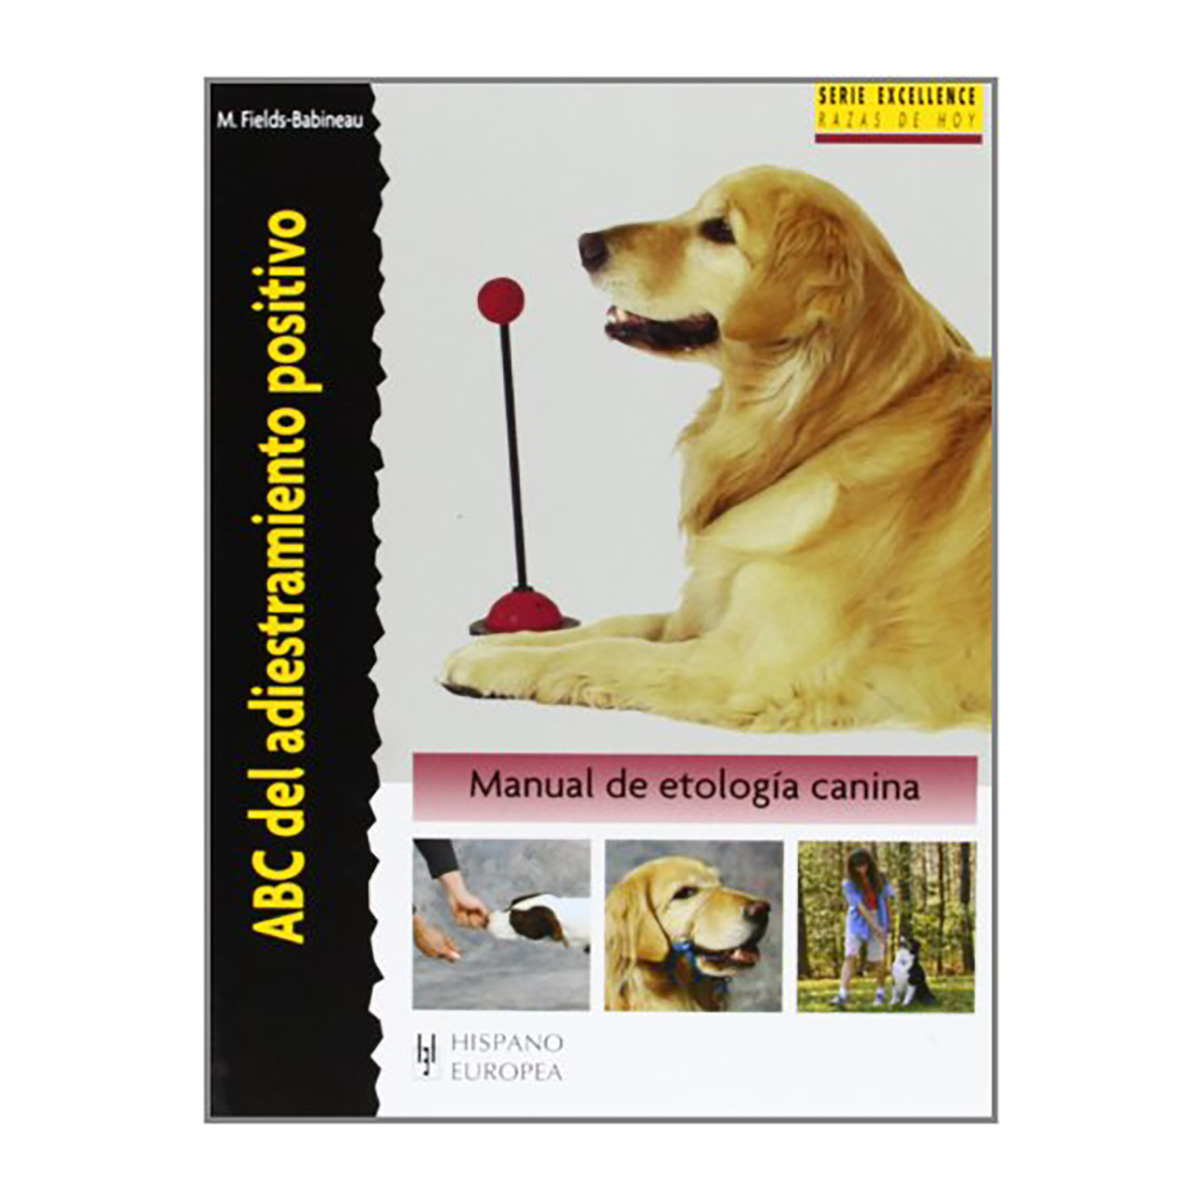 M. Fields-Babineau
SERIE EXCELLENCE
RAZAS DE HOY
ABC del adiestramiento positivo
Manual de etología canina
HISPANO
EUROPEA